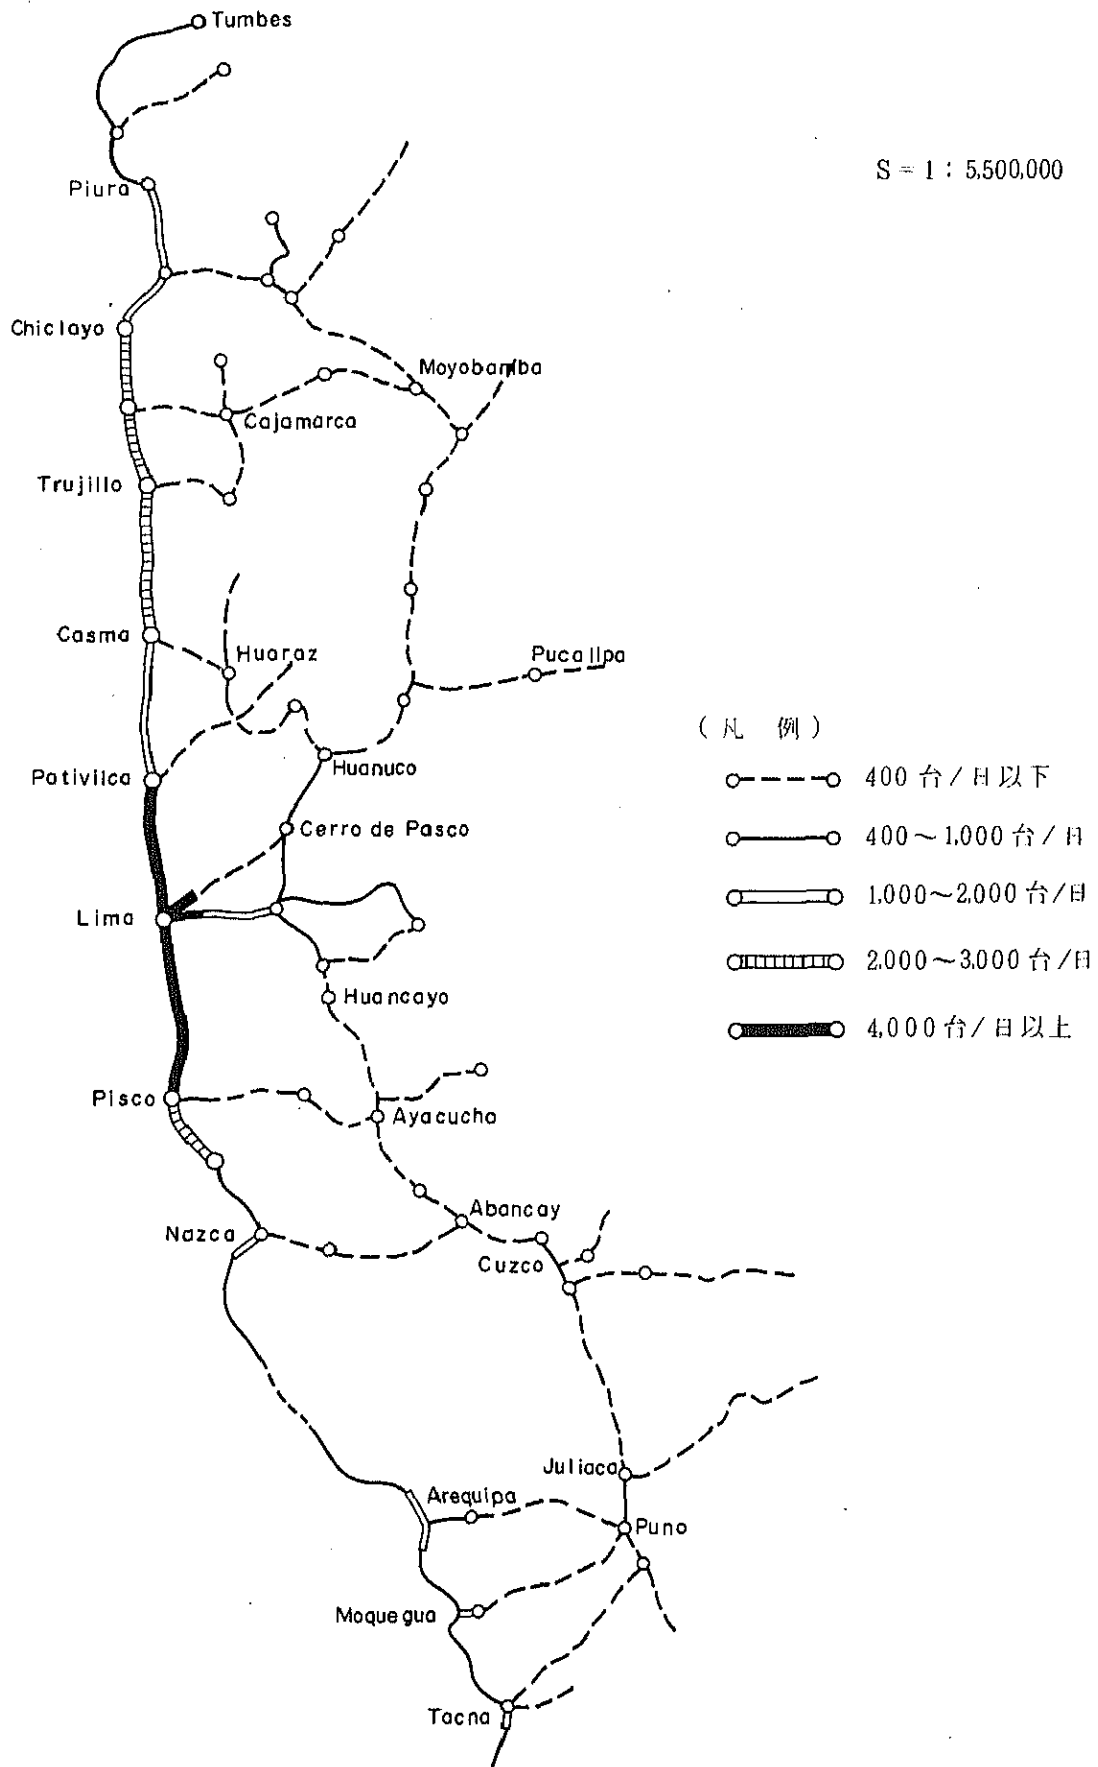 Tumbes
S = 1 : 5,500,000
Piura
Chiclayo
Moyobamba
Cajamarca
Trujillo
Casma
Huaraz
Pucallpa
(凡 例)
Pativilca
Huanuco
400 台/日以下
Cerro de Pasco
400～1,000 台/日
Lima
1,000～2,000 台/日
2,000～3,000 台/日
Huancayo
4,000 台/日以上
Pisco
Ayacucho
Abancay
Nazca
Cuzco
Juliaca
Arequipa
Puno
Moquegua
Tacna